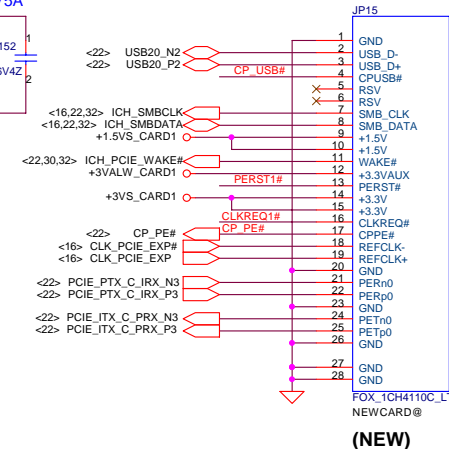 5A
JP15
152
1
5V4Z
2
1 GND
<22> USB20_N2 2 USB_D-
<22> USB20_P2 3 USB_D+
CP_USB# 4 CPUSB#
5 RSV
6 RSV
<16,22,32> ICH_SMBCLK 7 SMB_CLK
<16,22,32> ICH_SMBDATA 8 SMB_DATA
+1.5VS_CARD1 9 +1.5V
10 +1.5V
<22,30,32> ICH_PCIE_WAKE# 11 WAKE#
+3VALW_CARD1 12 +3.3VAUX
PERST1# 13 PERST#
+3VS_CARD1 14 +3.3V
15 +3.3V
CLKREQ1# 16 CLKREQ#
<22> CP_PE# CP_PE# 17 CPPE#
<16> CLK_PCIE_EXP# 18 REFCLK-
<16> CLK_PCIE_EXP 19 REFCLK+
20 GND
<22> PCIE_PTX_C_IRX_N3 21 PERn0
<22> PCIE_PTX_C_IRX_P3 22 PERp0
23 GND
<22> PCIE_ITX_C_PRX_N3 24 PETn0
<22> PCIE_ITX_C_PRX_P3 25 PETp0
26 GND
27 GND
28 GND
FOX_1CH4110C_LT
NEWCARD@
(NEW)